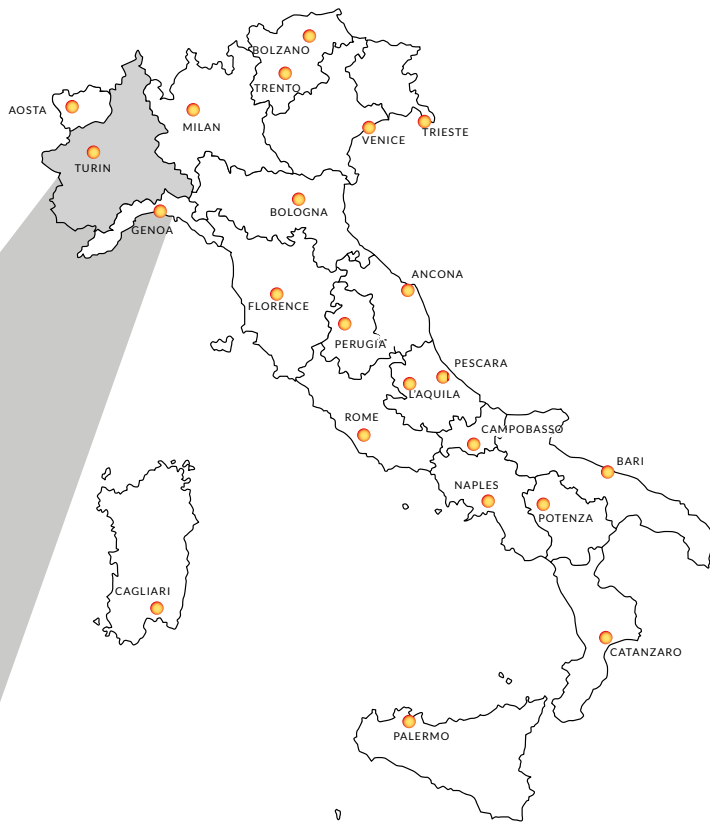 BOLZANO
TRENTO
AOSTA
MILAN
VENICE
TRIESTE
TURIN
BOLOGNA
GENOA
ANCONA
FLORENCE
PERUGIA
PESCARA
L'AQUILA
ROME
CAMPOBASSO
BARI
NAPLES
POTENZA
CAGLIARI
CATANZARO
PALERMO